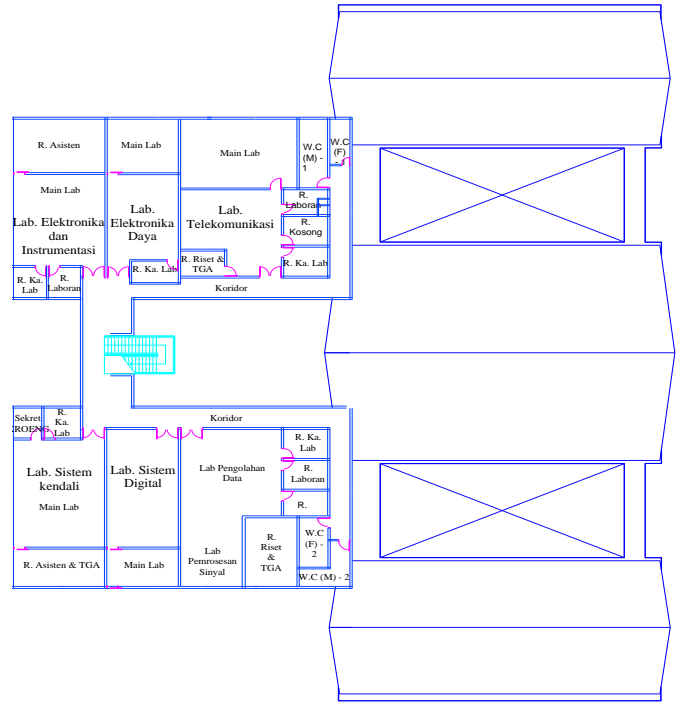 R. Asisten
Main Lab
Main Lab
W.C
(M) -
1
W.C
(F)
-
Main Lab
Lab. Elektronika
dan
Instrumentasi
Lab.
Elektronika
Daya
Lab.
Telekomunikasi
R.
Laboran
R.
Kosong
R. Ka.
Lab
R.
Laboran
R. Ka. Lab
R. Riset &
TGA
R. Ka. Lab
Koridor
Sekret
ROENG
R.
Ka.
Lab
Koridor
Lab. Sistem
kendali
Main Lab
Lab. Sistem
Digital
Lab Pengolahan
Data
R. Ka.
Lab
R.
Laboran
R.
R. Asisten & TGA
Main Lab
Lab
Pemrosesan
Sinyal
R.
Riset
&
TGA
W.C
(F) -
2
W.C (M) - 2